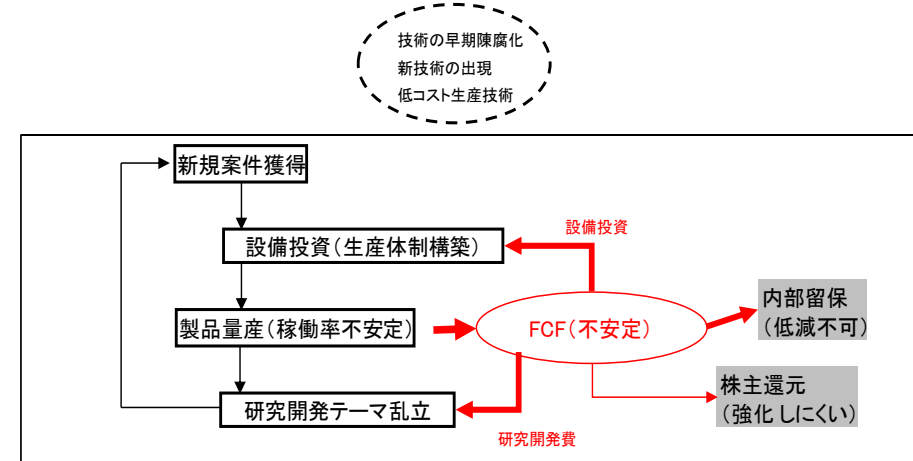 技術の早期陳腐化
新技術の出現
低コスト生産技術
新規案件獲得
設備投資
設備投資(生産体制構築)
内部留保
(低減不可)
製品量産(稼働率不安定)
FCF(不安定)
株主還元
(強化しにくい)
研究開発テーマ乱立
研究開発費